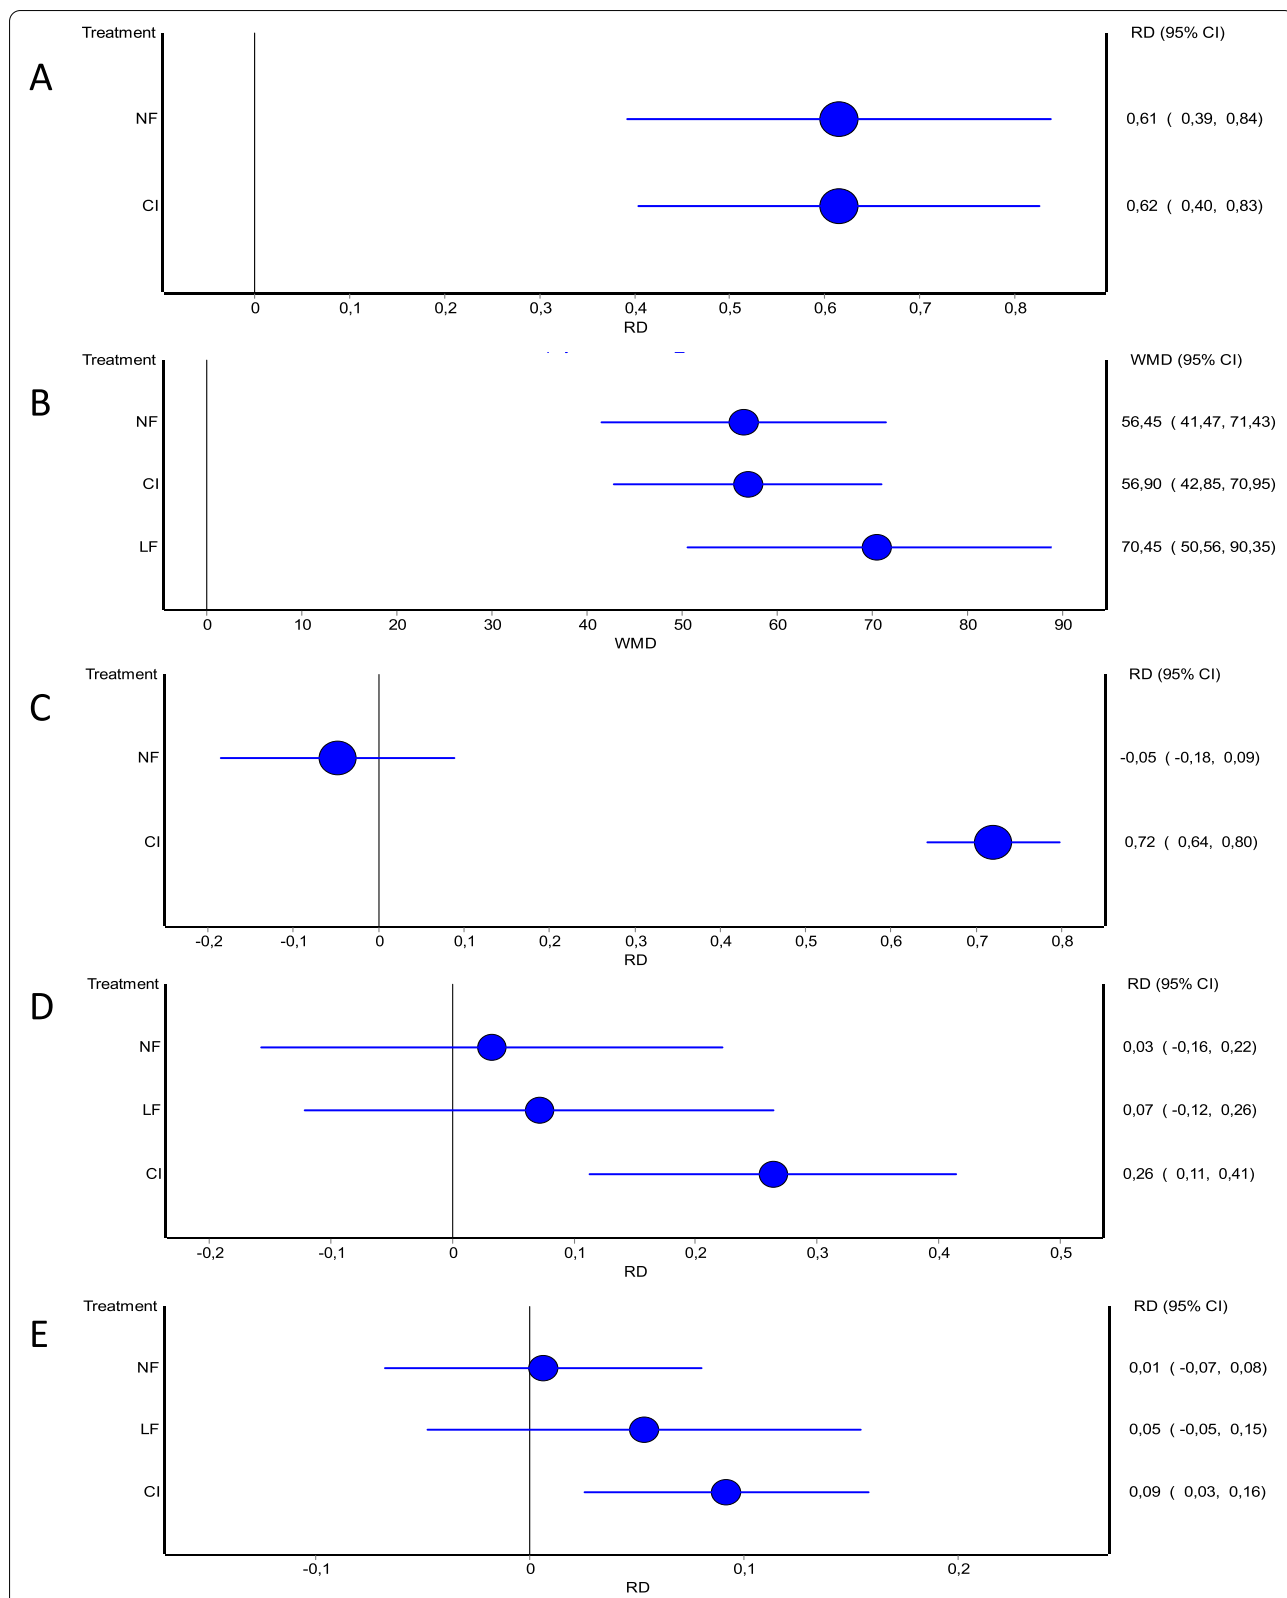 Treatment RD (95% CI)
A
NF 0,61 ( 0,39, 0,84)
CI 0,62 ( 0,40, 0,83)
0 0,1 0,2 0,3 0,4 0,5 0,6 0,7 0,8
RD
Treatment WMD (95% CI)
B
NF 56,45 ( 41,47, 71,43)
CI 56,90 ( 42,85, 70,95)
LF 70,45 ( 50,56, 90,35)
0 10 20 30 40 50 60 70 80 90
WMD
Treatment RD (95% CI)
C
NF -0,05 ( -0,18, 0,09)
CI 0,72 ( 0,64, 0,80)
-0,2 -0,1 0 0,1 0,2 0,3 0,4 0,5 0,6 0,7 0,8
RD
Treatment RD (95% CI)
D
NF 0,03 ( -0,16, 0,22)
LF 0,07 ( -0,12, 0,26)
CI 0,26 ( 0,11, 0,41)
-0,2 -0,1 0 0,1 0,2 0,3 0,4 0,5
RD
Treatment RD (95% CI)
E
NF 0,01 ( -0,07, 0,08)
LF 0,05 ( -0,05, 0,15)
CI 0,09 ( 0,03, 0,16)
-0,1 0 0,1 0,2
RD